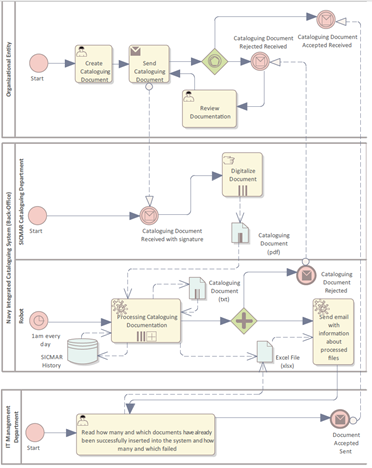 Organizational Entity
Start
Create
Cataloguing
Document
Send
Cataloguing
Document
Cataloguing Document
Rejected Received
Cataloguing Document
Accepted Received
Review
Documentation
Navy Integrated Cataloguing System (Back-Office)
SICMAR Cataloguing Department
Start
Cataloguing Document
Received with signature
Digitalize
Document
Cataloguing
Document
(pdf)
Robot
1am every
day
Processing Cataloguing
Documentation
Cataloguing
Document
(txt)
SICMAR
History
Excel File
(xlsx)
Cataloguing
Document
Rejected
Send email
with
information
about
processed
files
IT Management
Department
Start
Read how many and which documents have already
been successfully inserted into the system and how
many and which failed
Document
Accepted
Sent